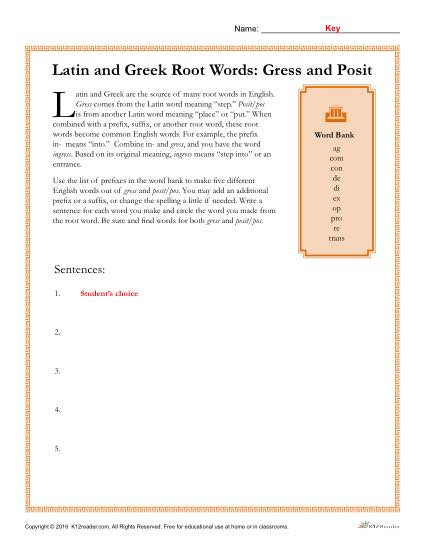 Name: Key
Latin and Greek Root Words: Gress and Posit
Latin and Greek are the source of many root words in English.
Gress comes from the Latin word meaning “step.” Posit/pos
is from another Latin word meaning “place” or “put.” When
combined with a prefix, suffix, or another root word, these root
words become common English words. For example, the prefix
in- means “into.” Combine in- and gress, and you have the word
ingress. Based on its original meaning, ingress means “step into” or an
entrance.
Use the list of prefixes in the word bank to make five different
English words out of gress and posit/pos. You may add an additional
prefix or a suffix, or change the spelling a little if needed. Write a
sentence for each word you make and circle the word you made from
the root word. Be sure and find words for both gress and posit/pos.
Word Bank
ag
com
con
de
di
ex
op
pro
re
trans
Sentences:
1. Student's choice
2.
3.
4.
5.
Copyright © 2016 K12reader.com. All Rights Reserved. Free for educational use at home or in classrooms.
K12Reader